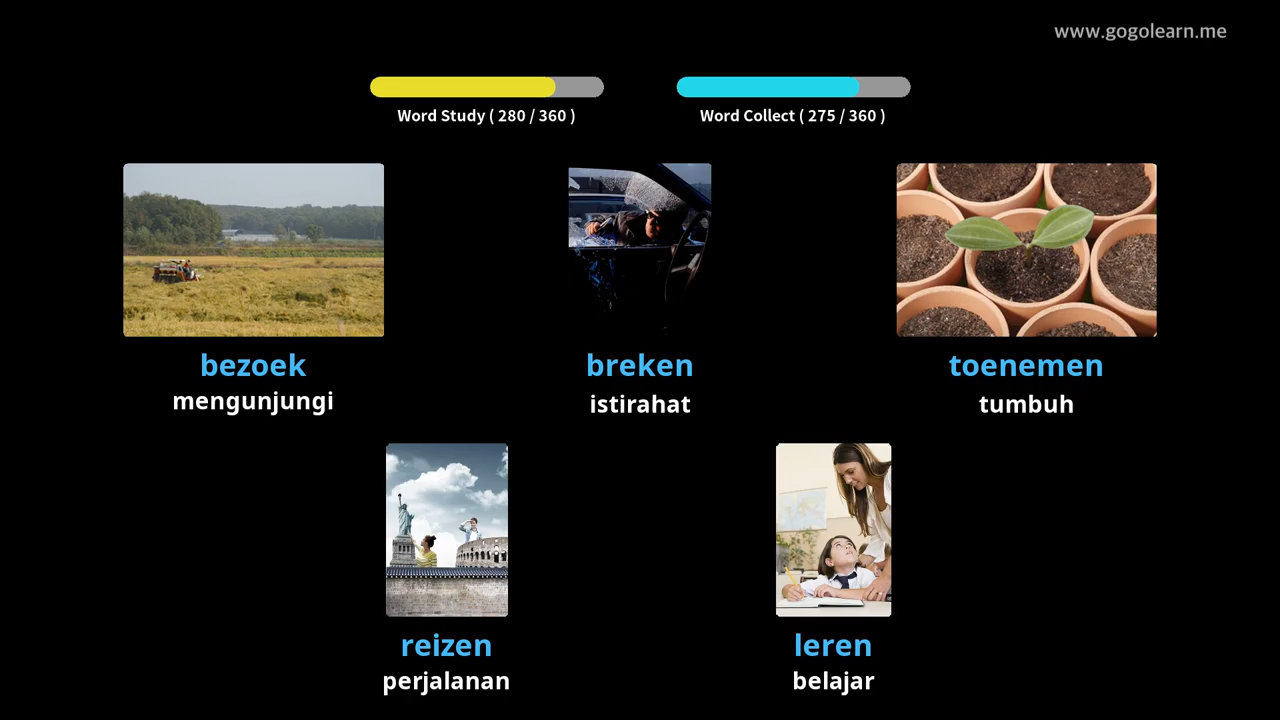 www.gogolearn.me
Word Study ( 280 / 360 )
Word Collect ( 275 / 360 )
bezoek
mengunjungi
breken
istirahat
toenemen
tumbuh
reizen
perjalanan
leren
belajar